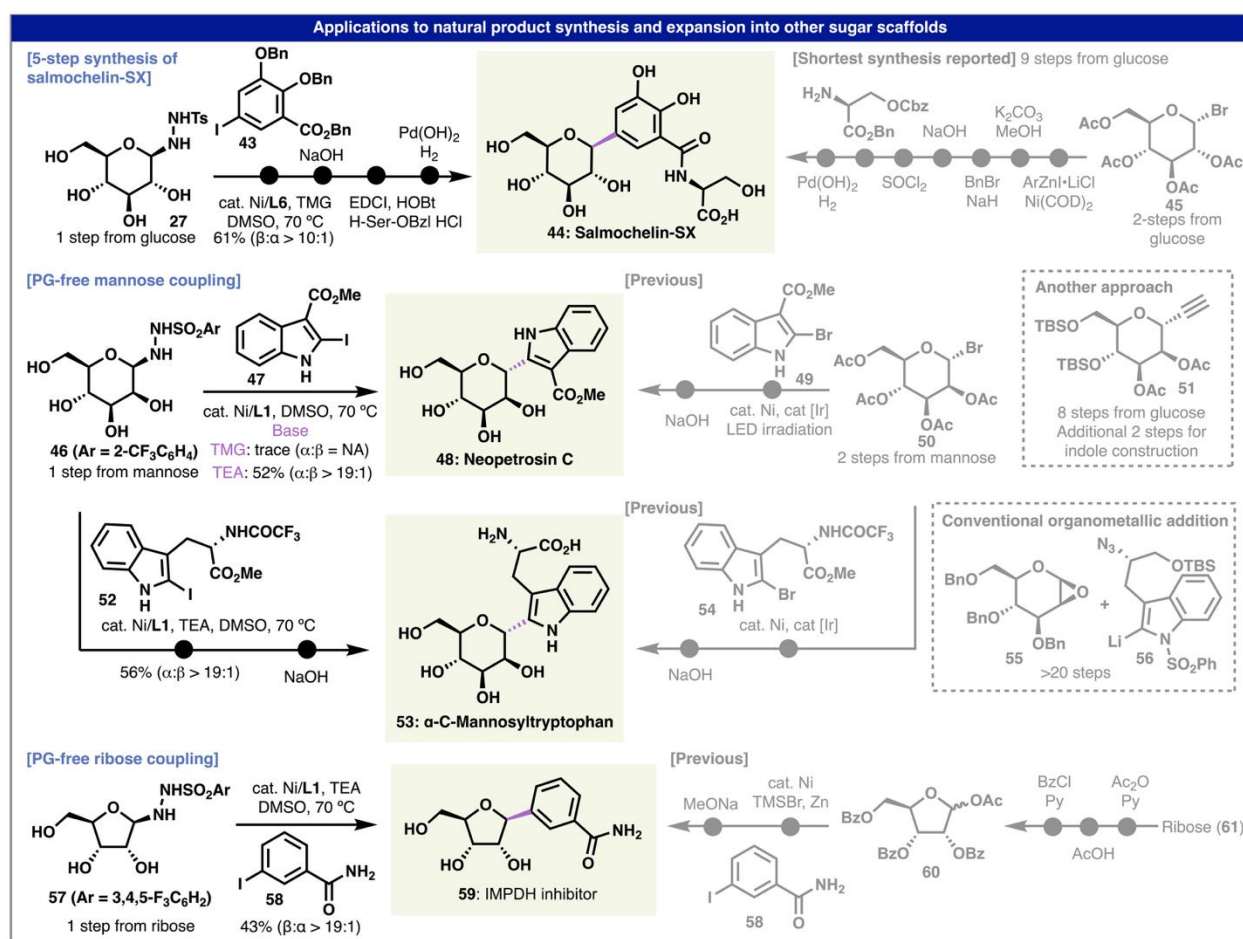 Applications to natural product synthesis and expansion into other sugar scaffolds
[5-step synthesis of
salmochelin-SX]
OBn
OBn
I
CO₂Bn
43
NHTs
NH
O
HO
HO
OH
OH
27
1 step from glucose
NaOH
Pd(OH)₂
H₂
cat. Ni/L6, TMG
DMSO, 70 ºC
61% (β:α > 10:1)
EDCI, HOBt
H-Ser-OBzl HCl
OH
OH
O
O
HO
HO
OH
OH
HN
OH
CO₂H
44: Salmochelin-SX
[Shortest synthesis reported] 9 steps from glucose
H₂N
OCbz
CO₂Bn
NaOH
K₂CO₃
MeOH
Pd(OH)₂
H₂
SOCl₂
BnBr
NaH
ArZnI•LiCl
Ni(COD)₂
Br
AcO
O
AcO
OAc
OAc
45
2-steps from
glucose
[PG-free mannose coupling]
NHSO₂Ar
NH
O
HO
HO
OH
OH
46 (Ar = 2-CF₃C₆H₄)
1 step from mannose
CO₂Me
I
N
H
47
cat. Ni/L1, DMSO, 70 ºC
Base
TMG: trace (α:β = NA)
TEA: 52% (α:β > 19:1)
HN
O
HO
HO
OH
OH
CO₂Me
48: Neopetrosin C
[Previous]
CO₂Me
Br
N
H
49
NaOH
cat. Ni, cat [Ir]
LED irradiation
Br
AcO
O
AcO
OAc
OAc
50
2 steps from mannose
Another approach
TBSO
O
TBSO
OAc
OAc
51
8 steps from glucose
Additional 2 steps for
indole construction
NHCOCF₃
CO₂Me
I
N
H
52
cat. Ni/L1, TEA, DMSO, 70 ºC
56% (α:β > 19:1)
NaOH
H₂N
CO₂H
O
N
H
HO
HO
OH
OH
53: α-C-Mannosyltryptophan
[Previous]
NHCOCF₃
CO₂Me
Br
N
H
54
cat. Ni, cat [Ir]
NaOH
Conventional organometallic addition
BnO
O
O
BnO
OBn
55
+
N₃
OTBS
Li
N
SO₂Ph
56
>20 steps
[PG-free ribose coupling]
NHSO₂Ar
NH
O
HO
HO
OH
57 (Ar = 3,4,5-F₃C₆H₂)
1 step from ribose
cat. Ni/L1, TEA
DMSO, 70 ºC
I
NH₂
O
58
43% (β:α > 19:1)
O
HO
HO
OH
NH₂
O
59: IMPDH inhibitor
[Previous]
MeONa
cat. Ni
TMSBr, Zn
I
NH₂
O
58
O
OAc
BzO
BzO
OBz
60
BzCl
Py
Ac₂O
Py
AcOH
Ribose (61)